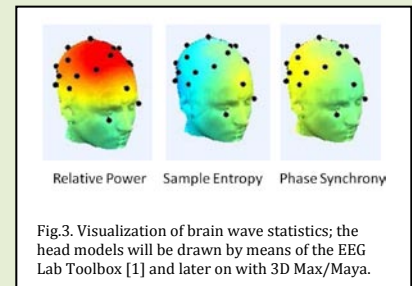 Relative Power Sample Entropy Phase Synchrony
Fig.3. Visualization of brain wave statistics; the
head models will be drawn by means of the EEG
Lab Toolbox [1] and later on with 3D Max/Maya.